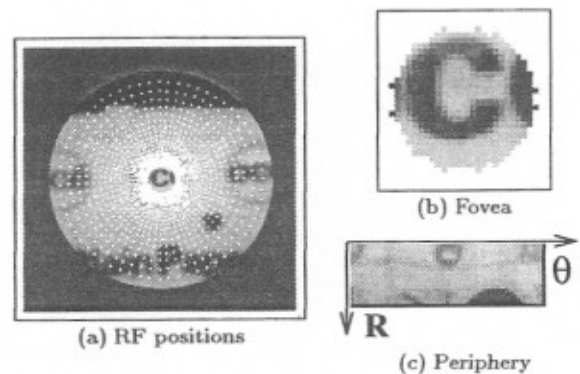 C
(a) RF positions
C
(b) Fovea
θ
R
(c) Periphery